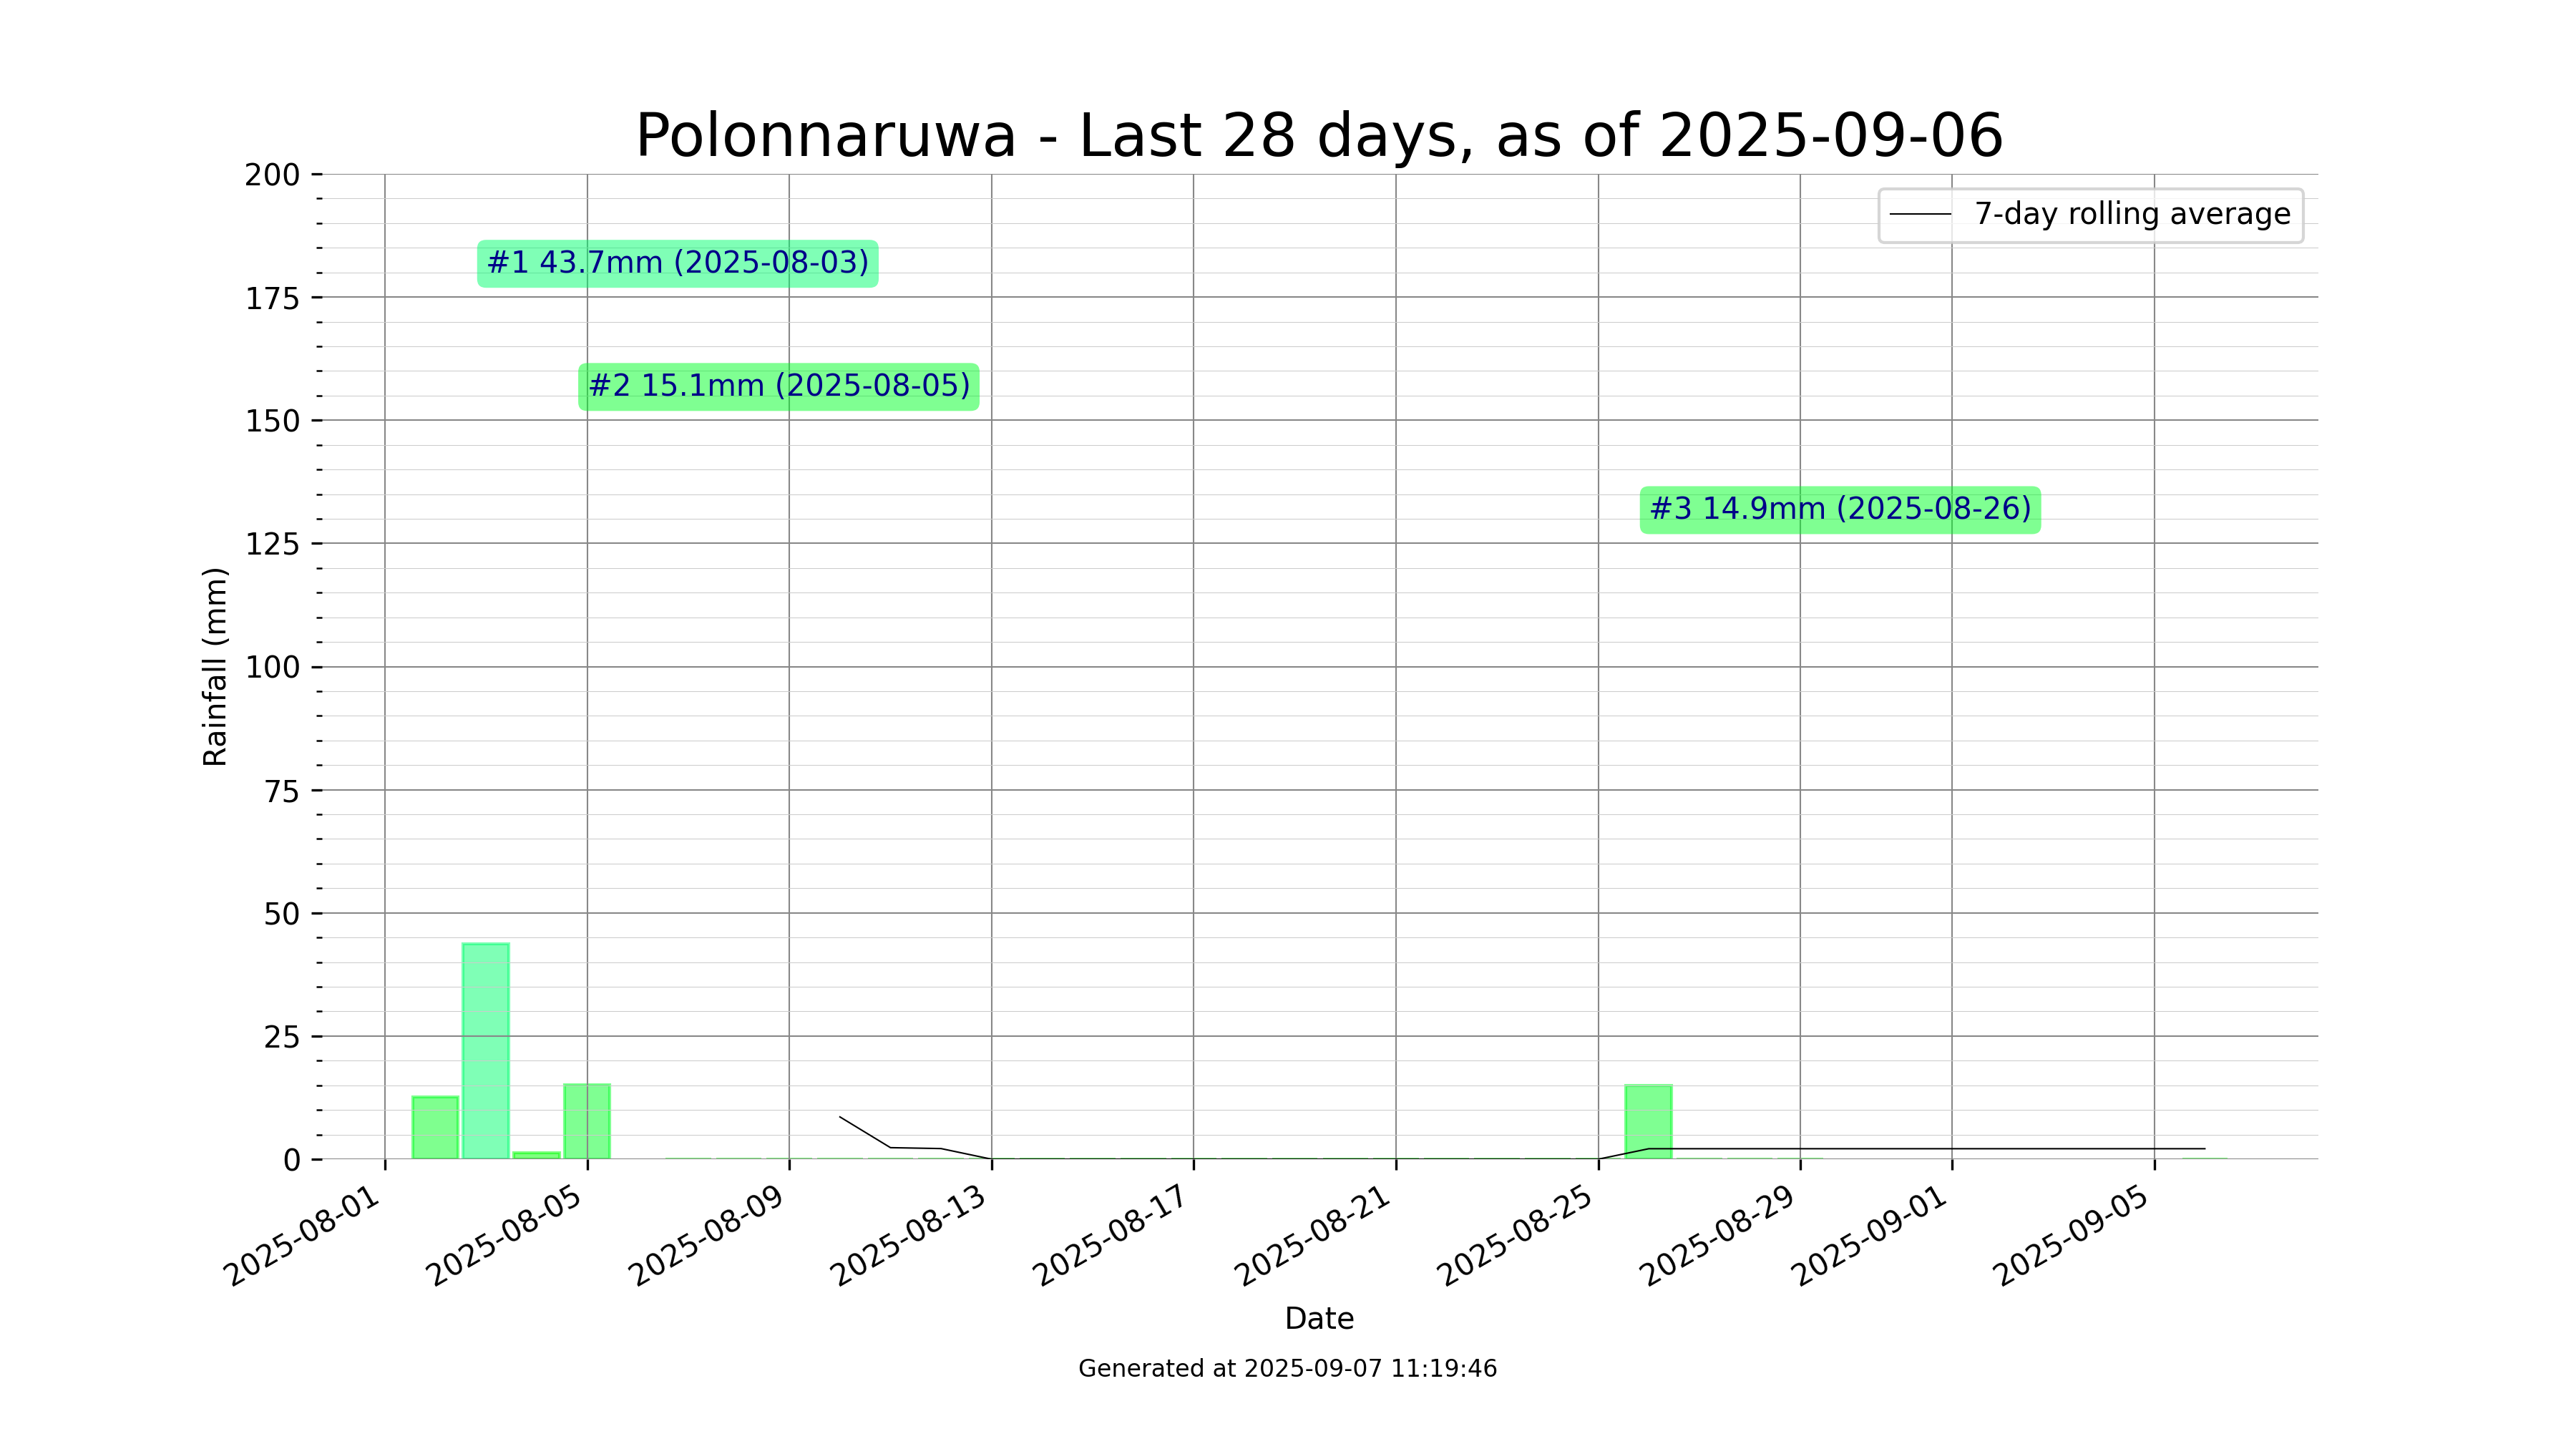 Polonnaruwa - Last 28 days, as of 2025-09-06
7-day rolling average
#1 43.7mm (2025-08-03)
#2 15.1mm (2025-08-05)
#3 14.9mm (2025-08-26)
Rainfall (mm)
200
175
150
125
100
75
50
25
0
2025-08-01
2025-08-05
2025-08-09
2025-08-13
2025-08-17
2025-08-21
2025-08-25
2025-08-29
2025-09-01
2025-09-05
Date
Generated at 2025-09-07 11:19:46